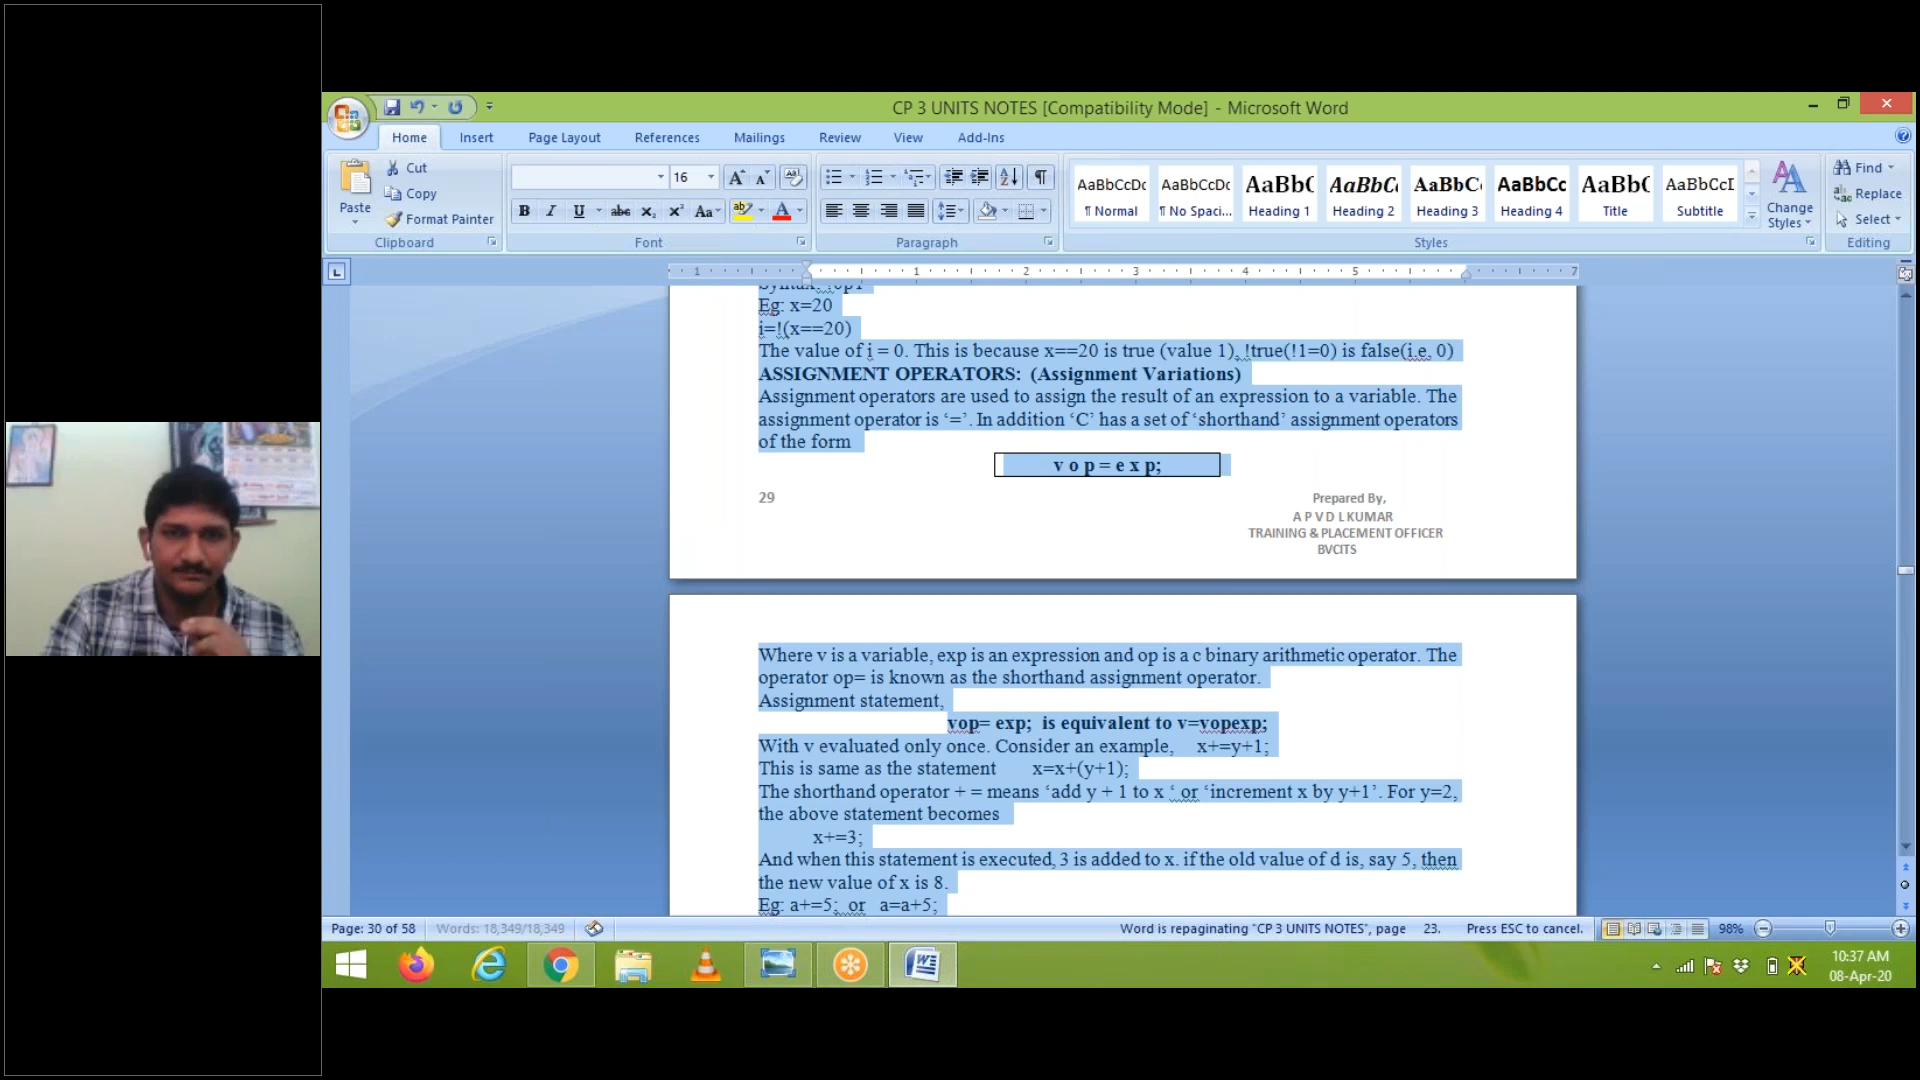 CP 3 UNITS NOTES [Compatibility Mode] - Microsoft Word
Home Insert Page Layout References Mailings Review View Add-Ins
Paste
Cut
Copy
Format Painter
Clipboard
16
Font
Paragraph
AaBbCcDc AaBbCcDc AaBb( AaBbC AaBbC AaBbCc AaBb( AaBbCcI
¶ Normal ¶ No Spaci... Heading 1 Heading 2 Heading 3 Heading 4 Title Subtitle
Change Styles
Styles
Find
Replace
Select
Editing
1 1 2 3 4 5 7
Syntax: !op1
Eg: x=20
i=!(x==20)
The value of i = 0. This is because x==20 is true (value 1), !true(!1=0) is false(i.e, 0)
ASSIGNMENT OPERATORS: (Assignment Variations)
Assignment operators are used to assign the result of an expression to a variable. The
assignment operator is ‘=’. In addition ‘C’ has a set of ‘shorthand’ assignment operators
of the form
v o p = e x p;
29
Prepared By,
A P V D L KUMAR
TRAINING & PLACEMENT OFFICER
BVCITS
Where v is a variable, exp is an expression and op is a c binary arithmetic operator. The
operator op= is known as the shorthand assignment operator.
Assignment statement,
vop= exp; is equivalent to v=vopexp;
With v evaluated only once. Consider an example, x+=y+1;
This is same as the statement x=x+(y+1);
The shorthand operator + = means ‘add y + 1 to x ‘ or ‘increment x by y+1’. For y=2,
the above statement becomes
x+=3;
And when this statement is executed, 3 is added to x. if the old value of d is, say 5, then
the new value of x is 8.
Eg: a+=5; or a=a+5;
Page: 30 of 58 Words: 18,349/18,349 Word is repaginating "CP 3 UNITS NOTES", page 23. Press ESC to cancel. 98%
10:37 AM
08-Apr-20